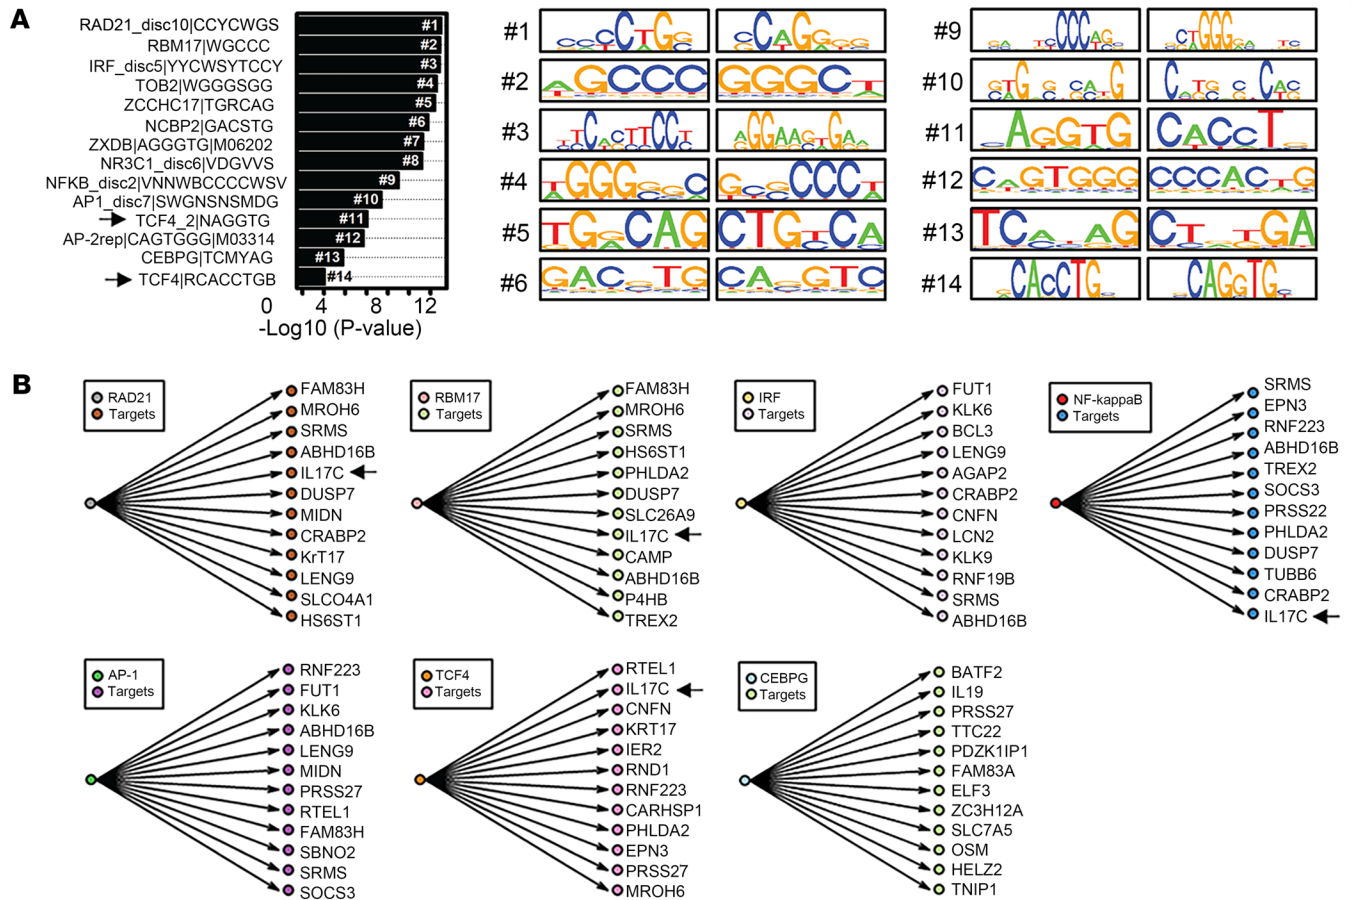 A
RAD21_disc10|CCYCWGS #1
RBM17|WGCCC #2
IRF_disc5|YYCWSYTCCY #3
TOB2|WGGGSGG #4
ZCCHC17|TGRCAG #5
NCBP2|GACSTG #6
ZXDB|AGGGTG|M06202 #7
NR3C1_disc6|VDGVVS #8
NFKB_disc2|VNNWBCCCCWSV #9
AP1_disc7|SWGNSNSMDG #10
TCF4_2|NAGGTG #11
AP-2rep|CAGTGGG|M03314 #12
CEBPG|TCMYAG #13
TCF4|RCACCTGB #14
0 4 8 12
-Log10 (P-value)
#1
#2 AGCCC GGGGCT
#3
#4
#5
#6
#9
#10
#11
#12
#13
#14
B
RAD21
Targets
FAM83H
MROH6
SRMS
ABHD16B
IL17C
DUSP7
MIDN
CRABP2
KrT17
LENG9
SLCO4A1
HS6ST1
RBM17
Targets
FAM83H
MROH6
SRMS
HS6ST1
PHLDA2
DUSP7
SLC26A9
IL17C
CAMP
ABHD16B
P4HB
TREX2
IRF
Targets
FUT1
KLK6
BCL3
LENG9
AGAP2
CRABP2
CNFN
LCN2
KLK9
RNF19B
SRMS
ABHD16B
NF-kappaB
Targets
SRMS
EPN3
RNF223
ABHD16B
TREX2
SOCS3
PRSS22
PHLDA2
DUSP7
TUBB6
CRABP2
IL17C
AP-1
Targets
RNF223
FUT1
KLK6
ABHD16B
LENG9
MIDN
PRSS27
RTEL1
FAM83H
SBNO2
SRMS
SOCS3
TCF4
Targets
RTEL1
IL17C
CNFN
KRT17
IER2
RND1
RNF223
CARHSP1
PHLDA2
EPN3
PRSS27
MROH6
CEBPG
Targets
BATF2
IL19
PRSS27
TTC22
PDZK1IP1
FAM83A
ELF3
ZC3H12A
SLC7A5
OSM
HELZ2
TNIP1